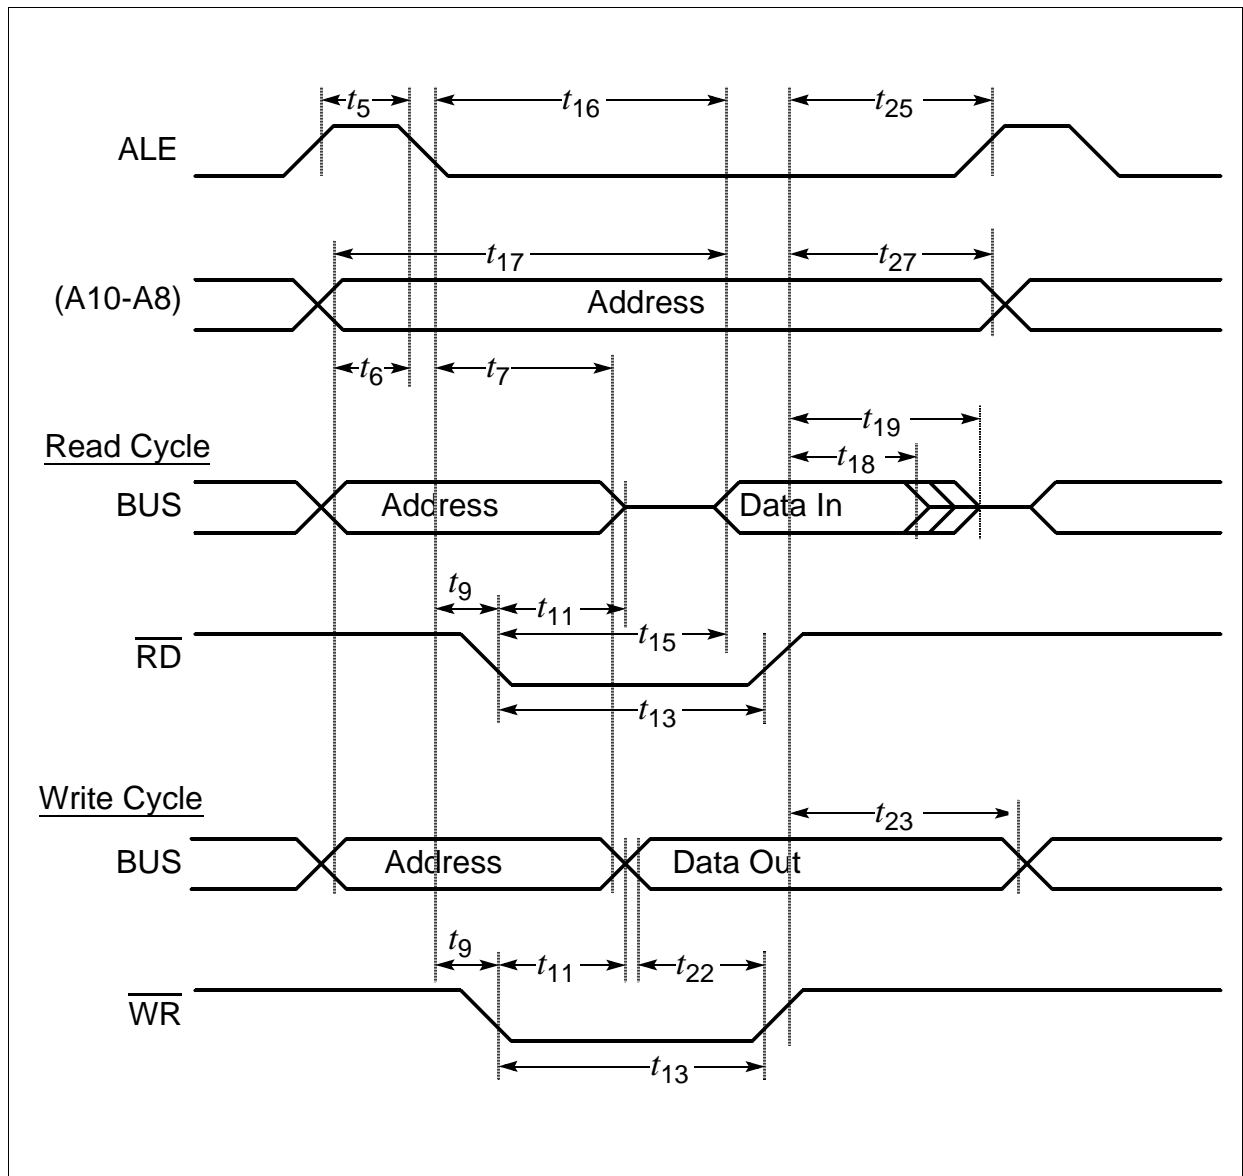 t5 t16 t25
ALE
t17 t27
(A10-A8) Address
t6 t7
t19
Read Cycle t18
BUS Address Data In
t9 t11
t15
RD
t13
Write Cycle
t23
BUS Address Data Out
t9 t11 t22
WR
t13